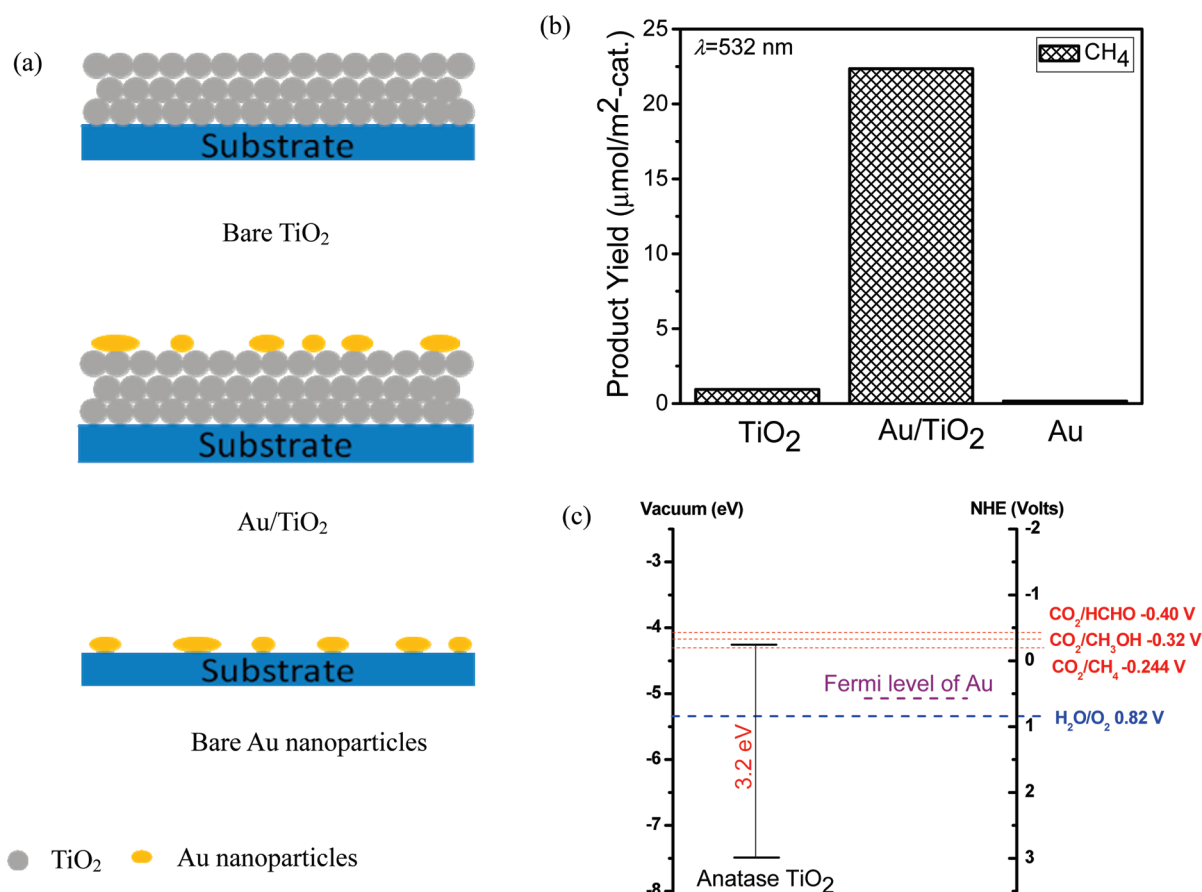 (a)
Substrate
Bare TiO₂
Substrate
Au/TiO₂
Substrate
Bare Au nanoparticles
TiO₂
Au nanoparticles
(b)
λ=532 nm
CH₄
Product Yield (μmol/m²-cat.)
25
20
15
10
5
0
TiO₂
Au/TiO₂
Au
(c)
Vacuum (eV)
NHE (Volts)
-3
-4
-5
-6
-7
-8
-2
-1
0
1
2
3
CO₂/HCHO -0.40 V
CO₂/CH₃OH -0.32 V
CO₂/CH₄ -0.244 V
Fermi level of Au
H₂O/O₂ 0.82 V
3.2 eV
Anatase TiO₂